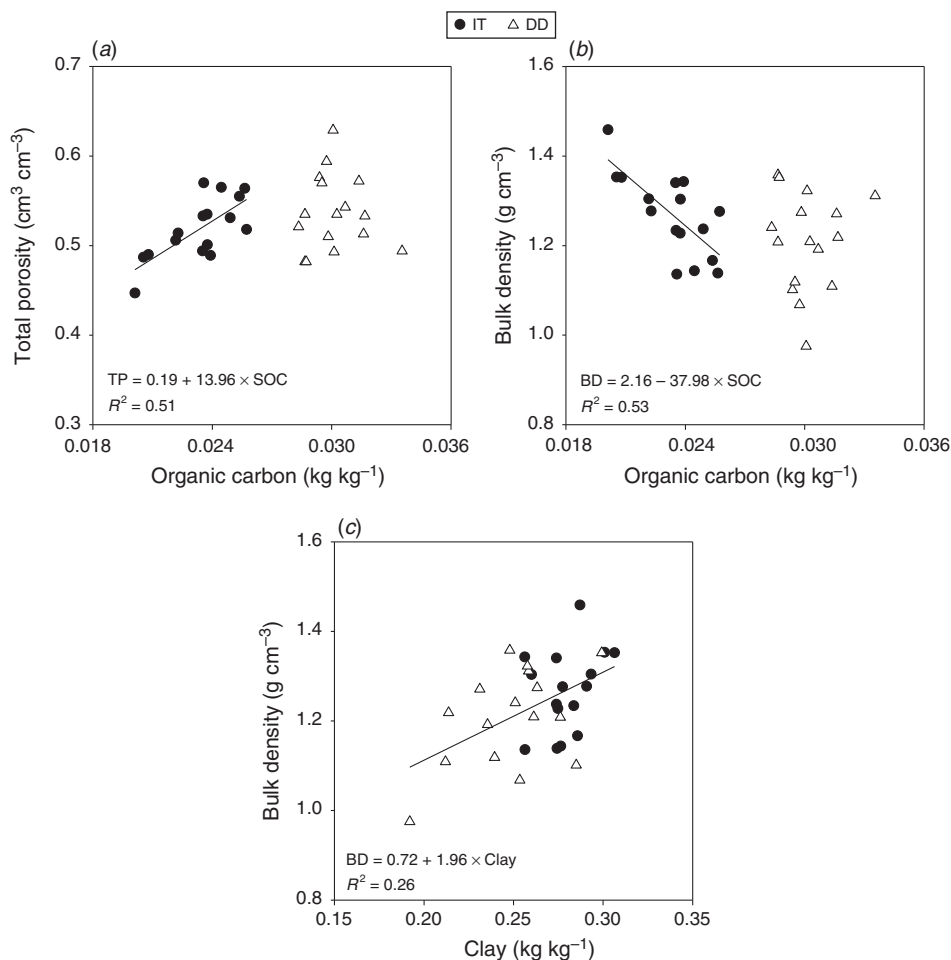 IT DD
(a)
0.7
0.6
0.5
0.4
0.3
Total porosity (cm³ cm⁻³)
TP = 0.19 + 13.96 × SOC
R² = 0.51
0.018 0.024 0.030 0.036
Organic carbon (kg kg⁻¹)
(b)
1.6
1.4
1.2
1.0
0.8
Bulk density (g cm⁻³)
BD = 2.16 – 37.98 × SOC
R² = 0.53
0.018 0.024 0.030 0.036
Organic carbon (kg kg⁻¹)
(c)
1.6
1.4
1.2
1.0
0.8
Bulk density (g cm⁻³)
BD = 0.72 + 1.96 × Clay
R² = 0.26
0.15 0.20 0.25 0.30 0.35
Clay (kg kg⁻¹)